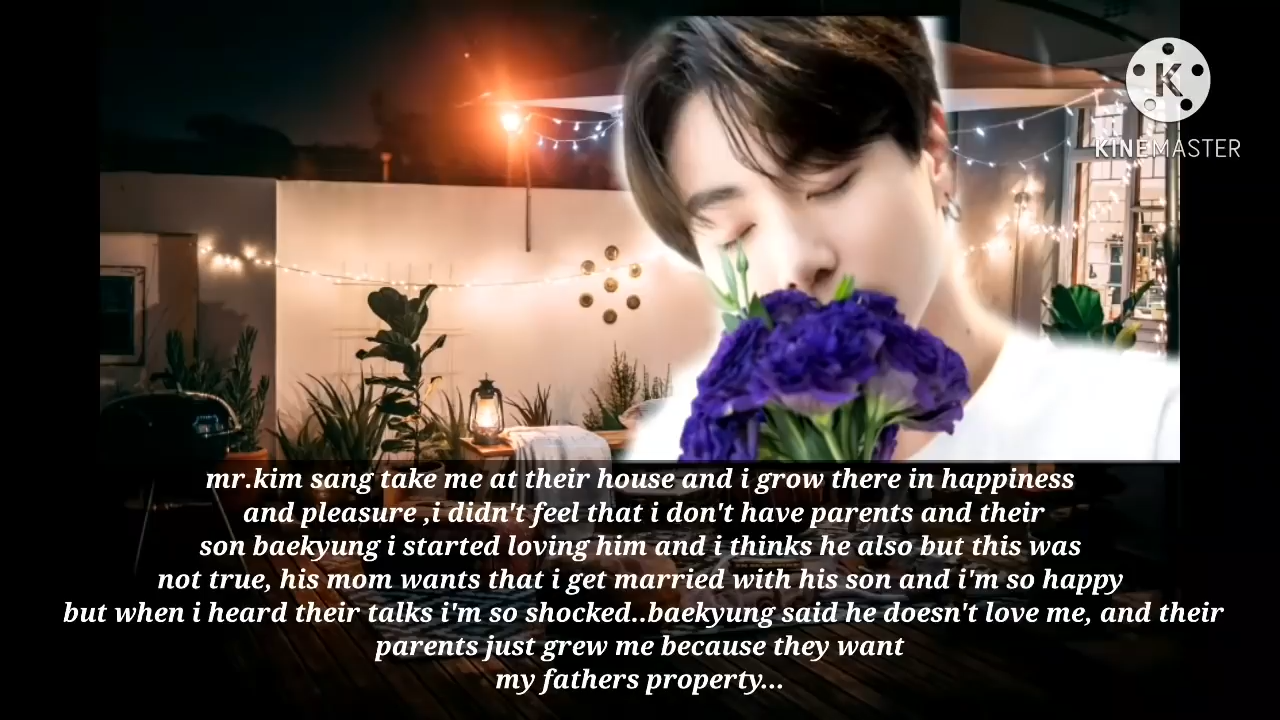 K
KINEMASTER
mr.kim sang take me at their house and i grow there in happiness
and pleasure ,i didn't feel that i don't have parents and their
son baekyung i started loving him and i thinks he also but this was
not true, his mom wants that i get married with his son and i'm so happy
but when i heard their talks i'm so shocked..baekyung said he doesn't love me, and their
parents just grew me because they want
my fathers property...